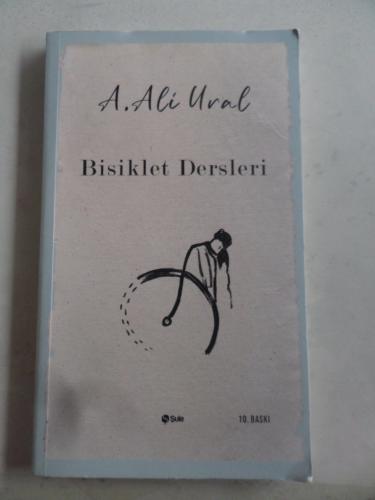 A. Ali Ural
Bisiklet Dersleri
Şule
10. BASKI